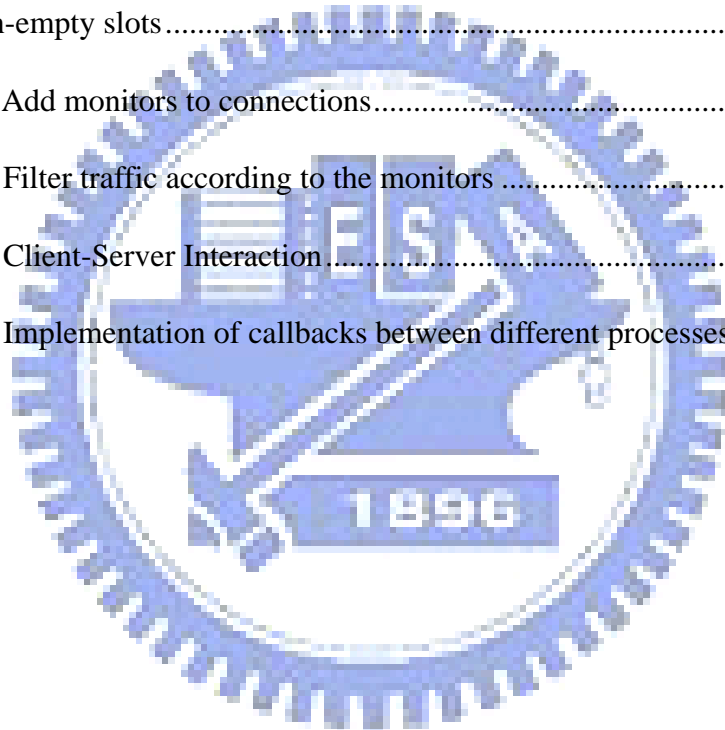 n-empty slots..........................................................................
Add monitors to connections..............................................
Filter traffic according to the monitors .............................
E S A
Client-Server Interaction....................................................
Implementation of callbacks between different processes
1896